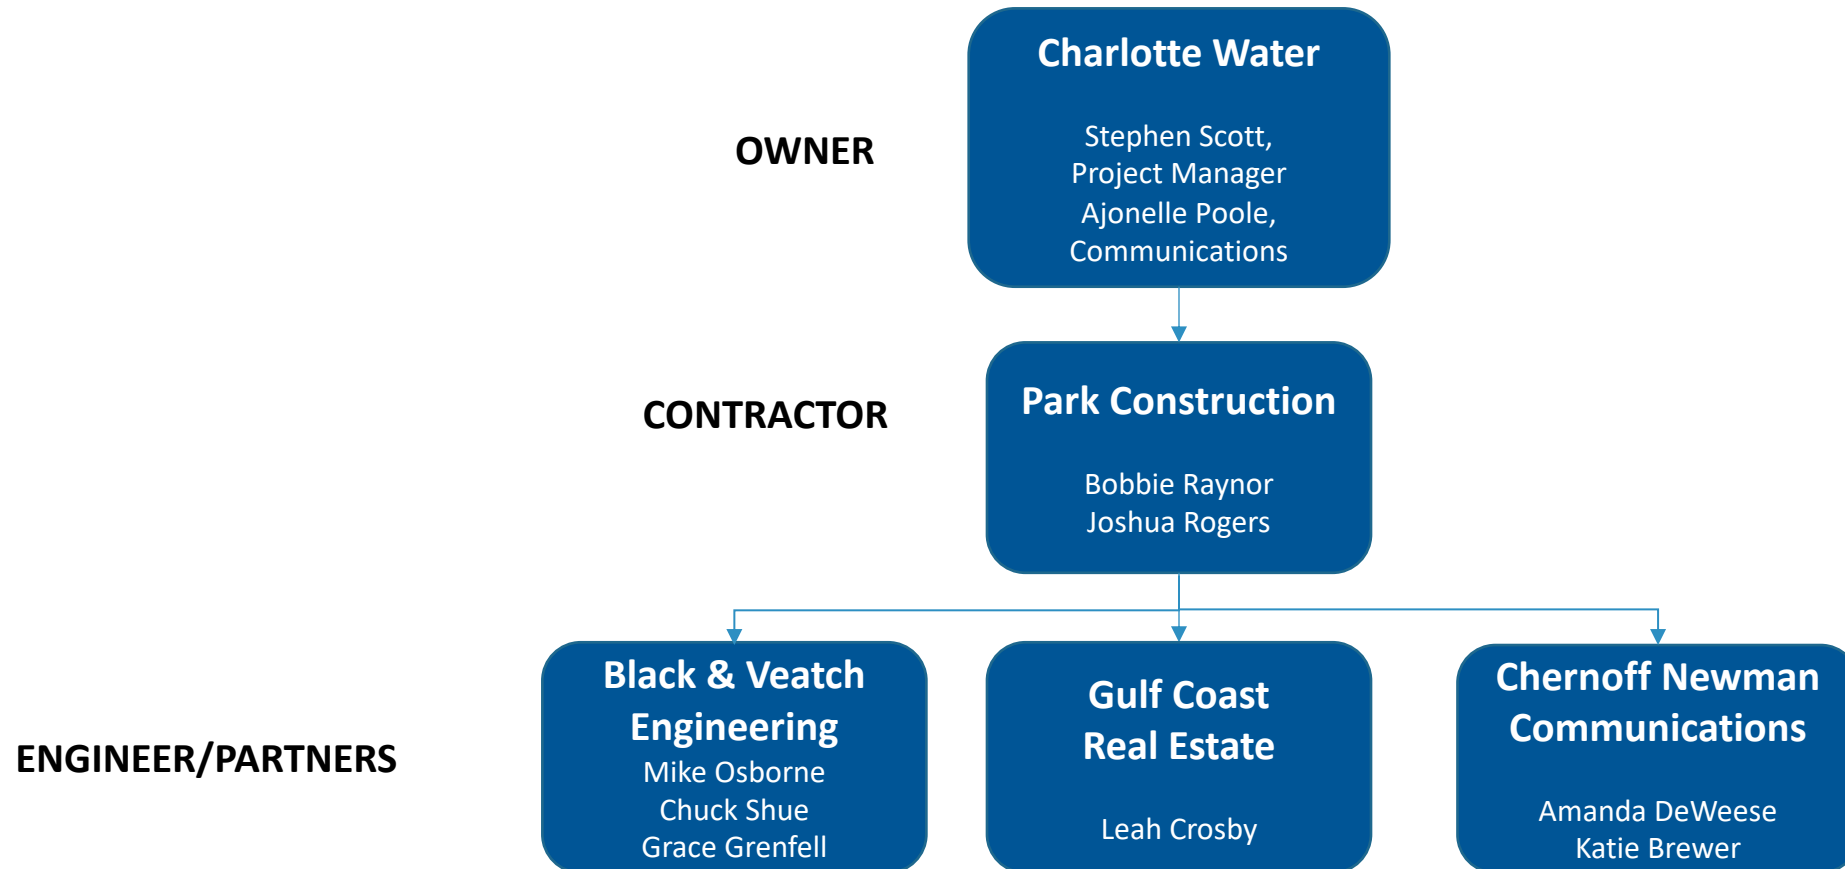 Charlotte Water
OWNER
Stephen Scott,
Project Manager
Ajonelle Poole,
Communications
CONTRACTOR
Park Construction
Bobbie Raynor
Joshua Rogers
ENGINEER/PARTNERS
Black & Veatch
Engineering
Mike Osborne
Chuck Shue
Grace Grenfell
Gulf Coast
Real Estate
Leah Crosby
Chernoff Newman
Communications
Amanda DeWeese
Katie Brewer